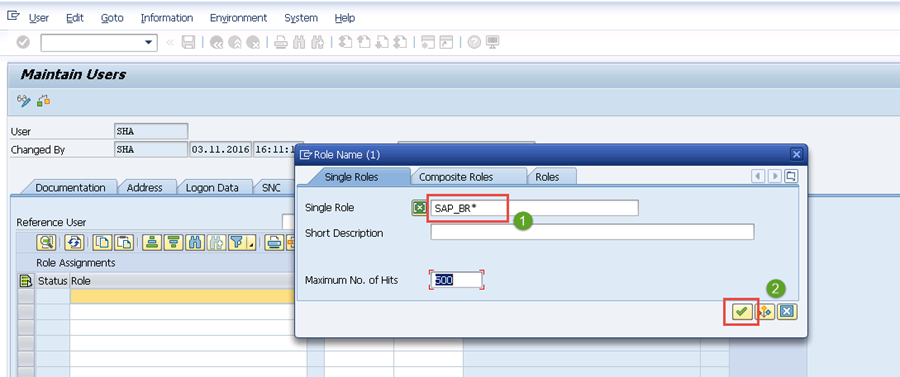 User Edit Goto Information Environment System Help
Maintain Users
User SHA
Changed By SHA 03.11.2016 16:11:1
Role Name (1)
Single Roles Composite Roles Roles
Documentation Address Logon Data SNC
Single Role SAP_BR*
1
Reference User
Short Description
Role Assignments
Maximum No. of Hits 500
Status Role
2